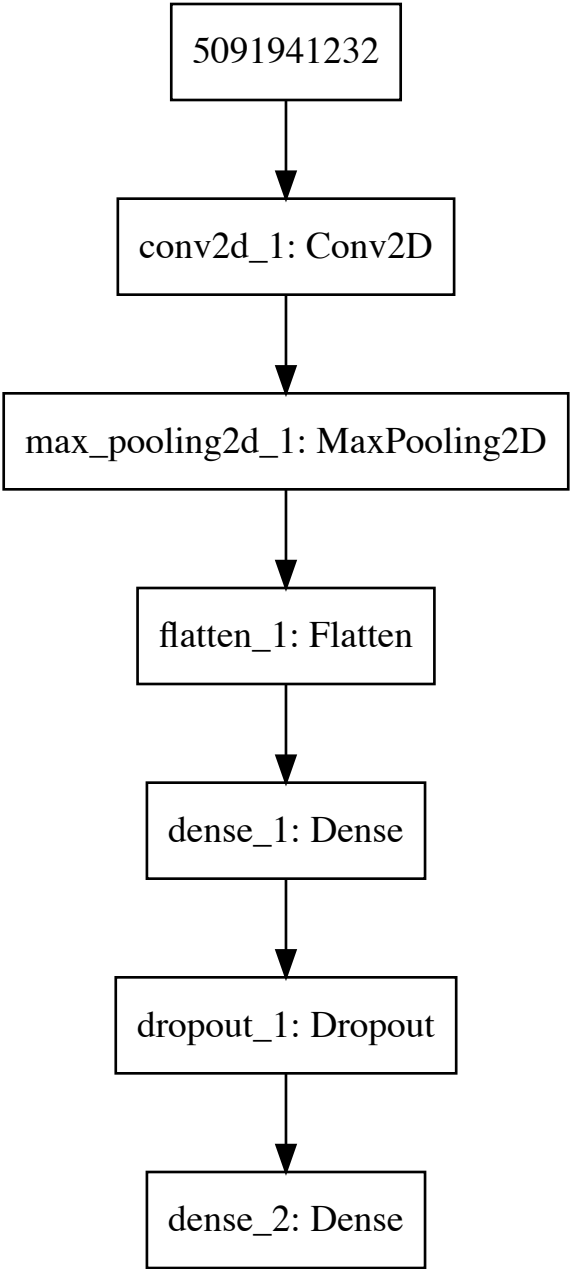 5091941232
conv2d_1: Conv2D
max_pooling2d_1: MaxPooling2D
flatten_1: Flatten
dense_1: Dense
dropout_1: Dropout
dense_2: Dense